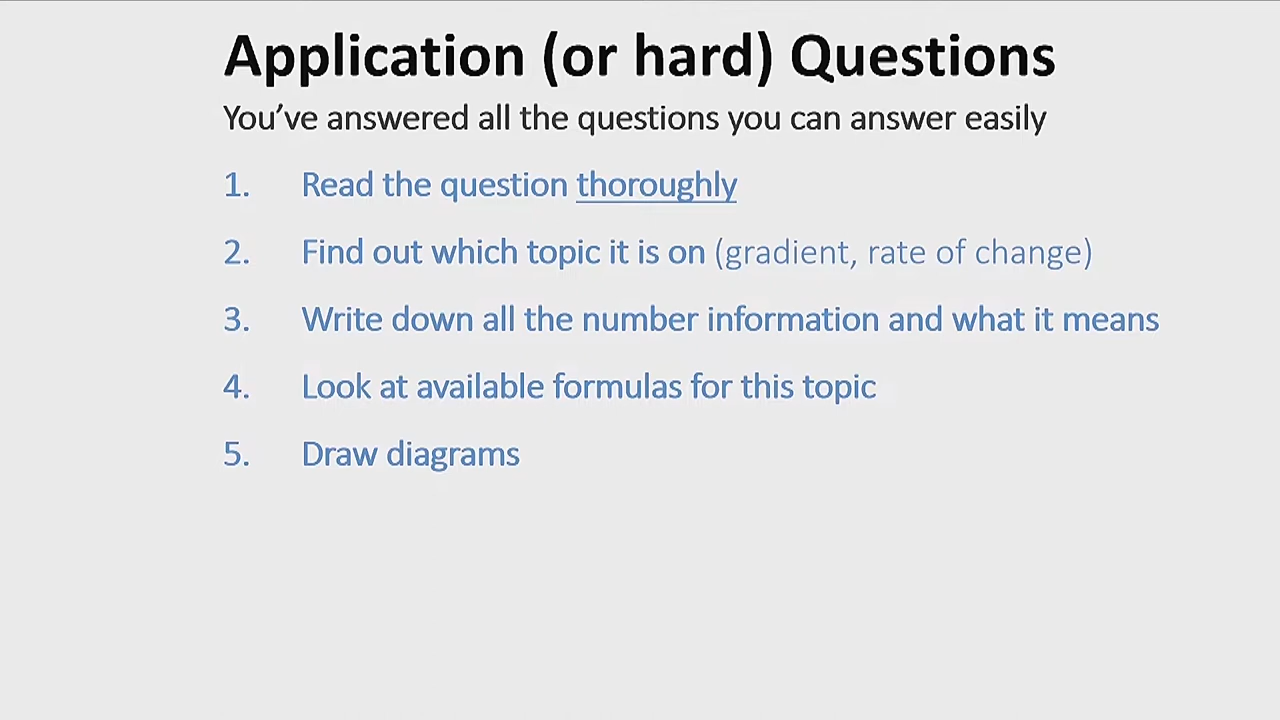 Application (or hard) Questions
You’ve answered all the questions you can answer easily
1. Read the question thoroughly
2. Find out which topic it is on (gradient, rate of change)
3. Write down all the number information and what it means
4. Look at available formulas for this topic
5. Draw diagrams